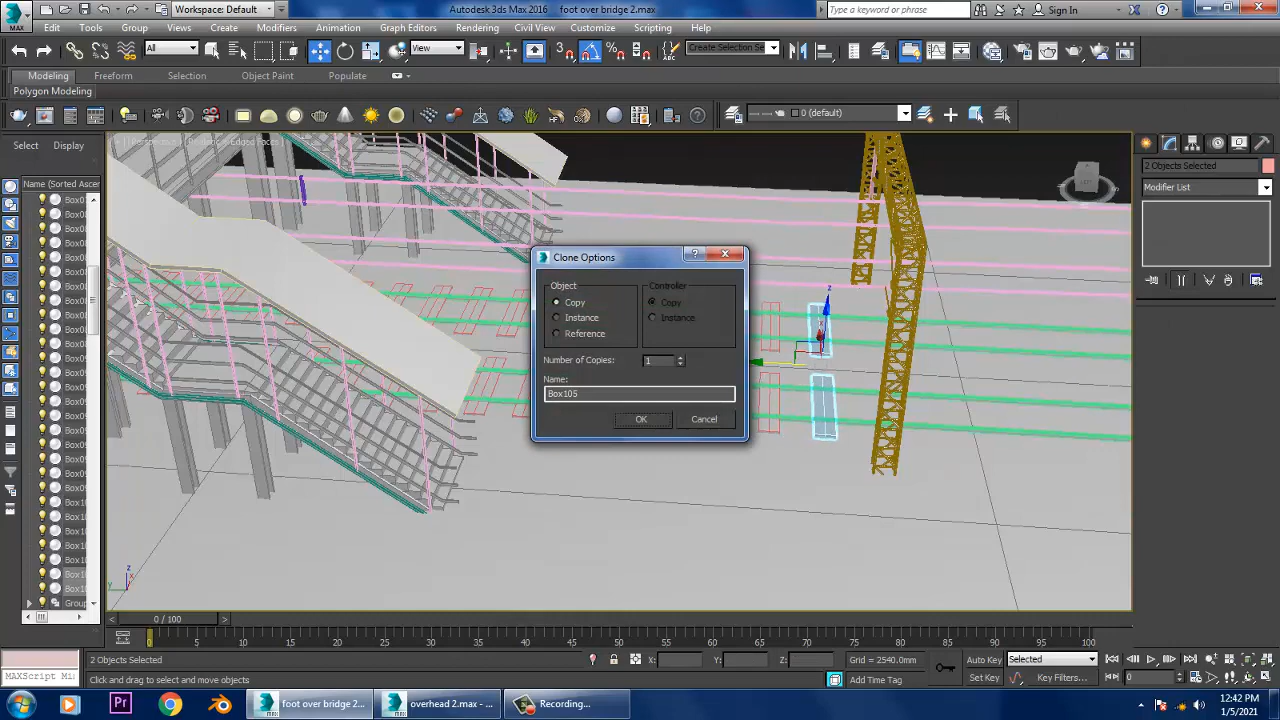 MAX
Workspace: Default
Autodesk 3ds Max 2016
foot over bridge 2.max
Type a keyword or phrase
Sign In
Edit Tools Group Views Create Modifiers Animation Graph Editors Rendering Civil View Customize Scripting Help
All
View
Create Selection Se
Modeling Freeform Selection Object Paint Populate
Polygon Modeling
0 (default)
Select Display
Name (Sorted Ascer
2 Objects Selected
Modifier List
Clone Options
Object
Copy
Instance
Reference
Controller
Copy
Instance
Number of Copies: 1
Name:
Box105
OK Cancel
0 / 100
0 5 10 15 20 25 30 35 40 45 50 55 60 65 70 75 80 85 90 95 100
2 Objects Selected
X: Y: Z:
Grid = 2540.0mm
Auto Key
Selected
MAXScript Mi
Click and drag to select and move objects
Add Time Tag
Set Key
Key Filters...
0
foot over bridge 2...
overhead 2.max - ...
Recording...
12:42 PM
1/5/2021